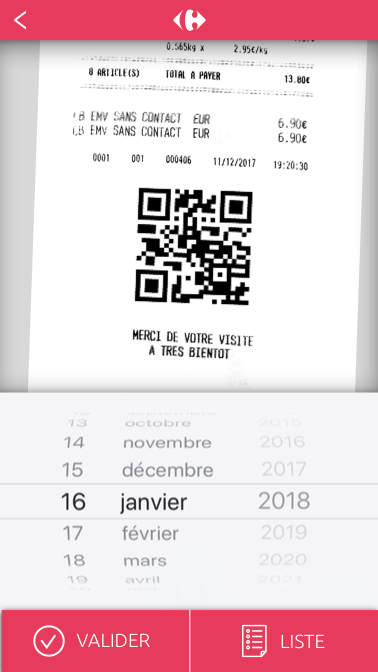 0.565kg x 2.95€/kg
8 ARTICLE(S) TOTAL A PAYER 13.80€
CB EMV SANS CONTACT EUR 6.90€
CB EMV SANS CONTACT EUR 6.90€
0001 001 000406 11/12/2017 19:20:30
MERCI DE VOTRE VISITE
A TRES BIENTOT
septembre
13 octobre 2015
14 novembre 2016
15 décembre 2017
16 janvier 2018
17 février 2019
18 mars 2020
19 avril 2021
VALIDER LISTE